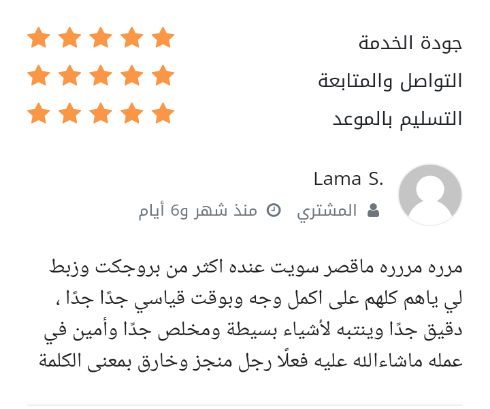 جودة الخدمة
التواصل والمتابعة
التسليم بالموعد
Lama S.
المشتري منذ شهر و6 أيام
مرره مررره ماقصر سويت عنده اكثر من بروجكت وزبط
لي ياهم كلهم على اكمل وجه وبوقت قياسي جدًا جدًا ،
دقيق جدًا وينتبه لأشياء بسيطة ومخلص جدًا وأمين في
عمله ماشاءالله عليه فعلًا رجل منجز وخارق بمعنى الكلمة